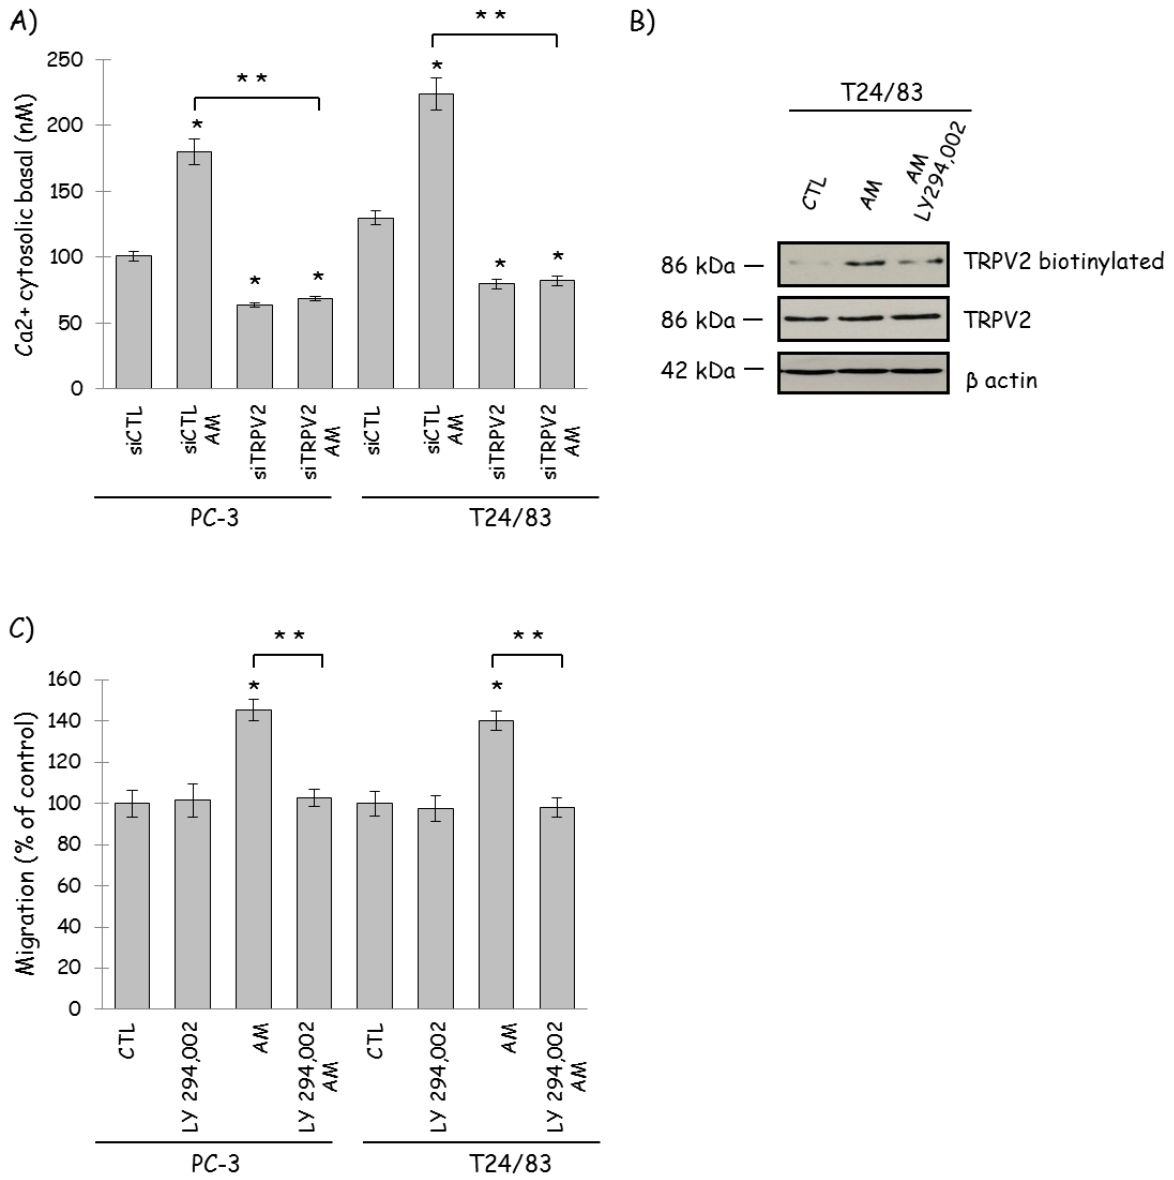 A)
* *
* *
250
200
150
100
50
0
Ca2+ cytosolic basal (nM)
*
*
*
*
*
*
siCTL
siCTL
AM
siTRPV2
siTRPV2
AM
siCTL
siCTL
AM
siTRPV2
siTRPV2
AM
PC-3
T24/83
B)
T24/83
CTL
AM
AM
LY294,002
86 kDa
TRPV2 biotinylated
86 kDa
TRPV2
42 kDa
β actin
C)
* *
* *
160
140
120
100
80
60
40
20
0
Migration (% of control)
*
*
CTL
LY 294,002
AM
LY 294,002
AM
CTL
LY 294,002
AM
LY 294,002
AM
PC-3
T24/83